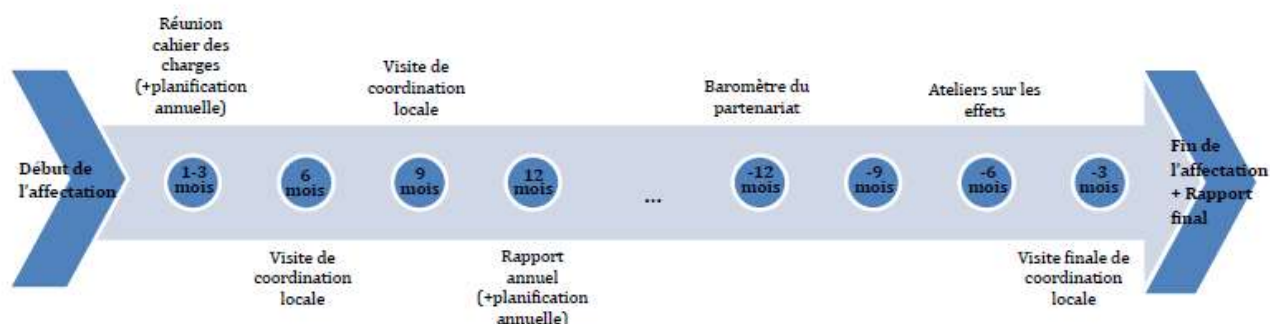 Réunion
cahier des
charges
(+planification
annuelle)
Visite de
coordination
locale
Baromètre du
partenariat
Ateliers sur les
effets
Début de
l'affectation
1-3
mois
6
mois
9
mois
12
mois
...
-12
mois
-9
mois
-6
mois
-3
mois
Fin de
l'affectation
+ Rapport
final
Visite de
coordination
locale
Rapport
annuel
(+planification
annuelle)
Visite finale de
coordination
locale